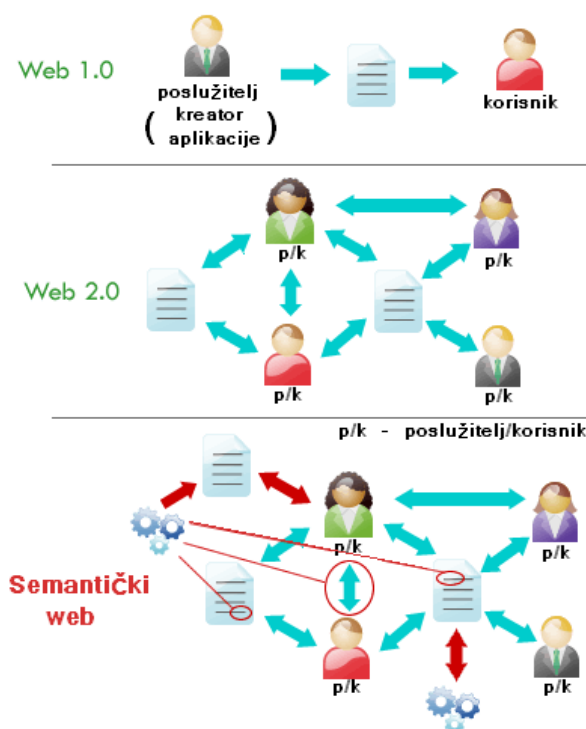 Web 1.0
poslužitelj
( kreator
aplikacije )
korisnik
p/k
p/k
Web 2.0
p/k
p/k
p/k - poslužitelj/korisnik
p/k
p/k
Semantički
web
p/k
p/k